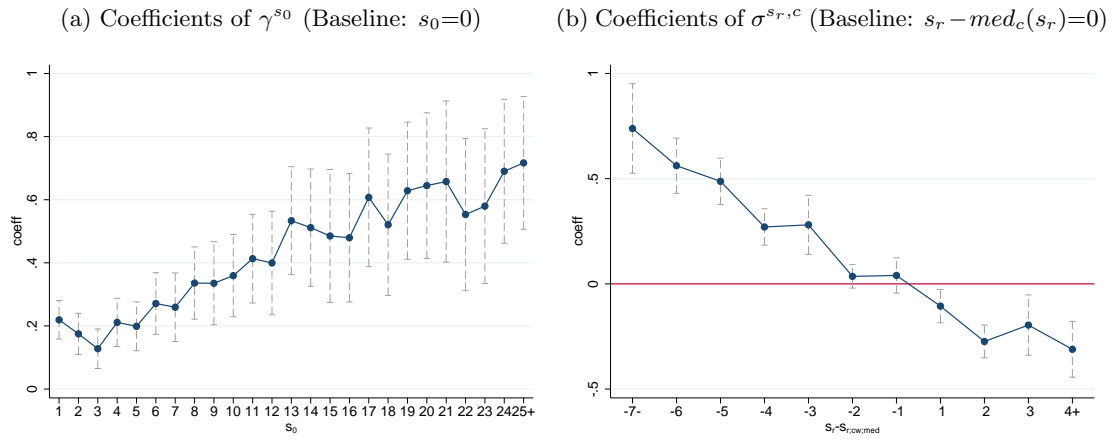 (a) Coefficients of γ^{s_0} (Baseline: s_0=0)
1
.8
.6
.4
.2
0
coeff
1 2 3 4 5 6 7 8 9 10 11 12 13 14 15 16 17 18 19 20 21 22 23 24 25+
s_0
(b) Coefficients of σ^{s_r,c} (Baseline: s_r−med_c(s_r)=0)
1
.5
0
-.5
coeff
-7- -6 -5 -4 -3 -2 -1 1 2 3 4+
s_r-s_{r;cw,med}